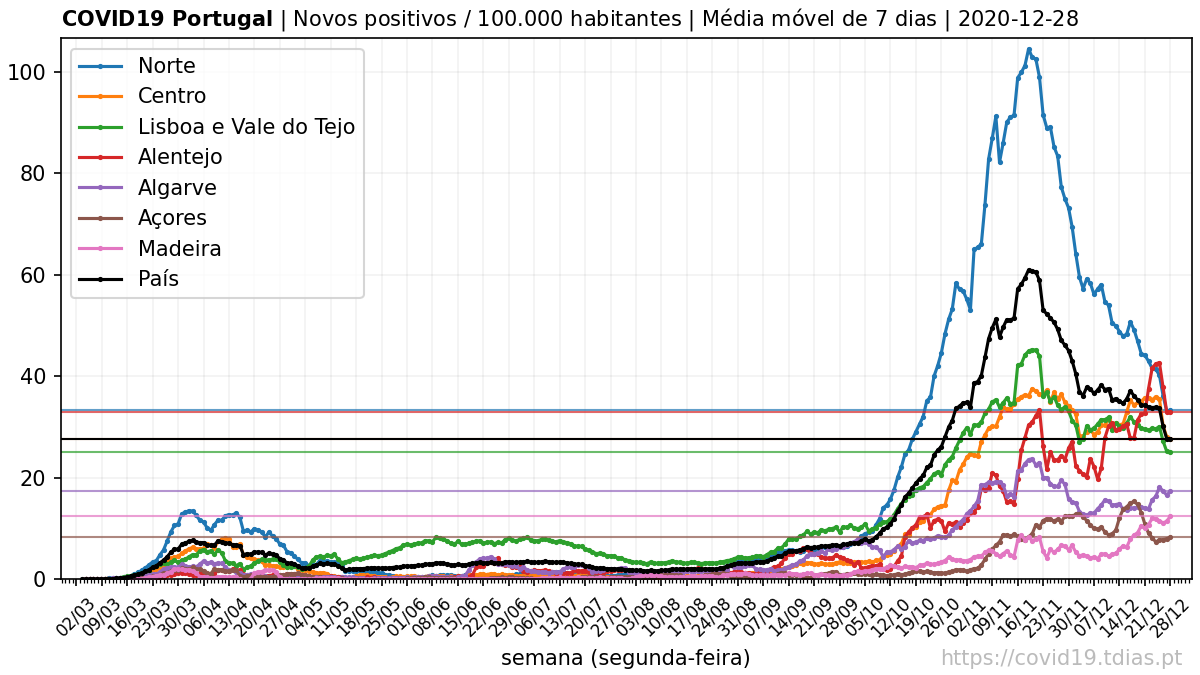 COVID19 Portugal | Novos positivos / 100.000 habitantes | Média móvel de 7 dias | 2020-12-28
Norte
Centro
Lisboa e Vale do Tejo
Alentejo
Algarve
Açores
Madeira
País
100
80
60
40
20
0
02/03 09/03 16/03 23/03 30/03 06/04 13/04 20/04 27/04 04/05 11/05 18/05 25/05 01/06 08/06 15/06 22/06 29/06 06/07 13/07 20/07 27/07 03/08 10/08 17/08 24/08 31/08 07/09 14/09 21/09 28/09 05/10 12/10 19/10 26/10 02/11 09/11 16/11 23/11 30/11 07/12 14/12 21/12 28/12
semana (segunda-feira)
https://covid19.tdias.pt